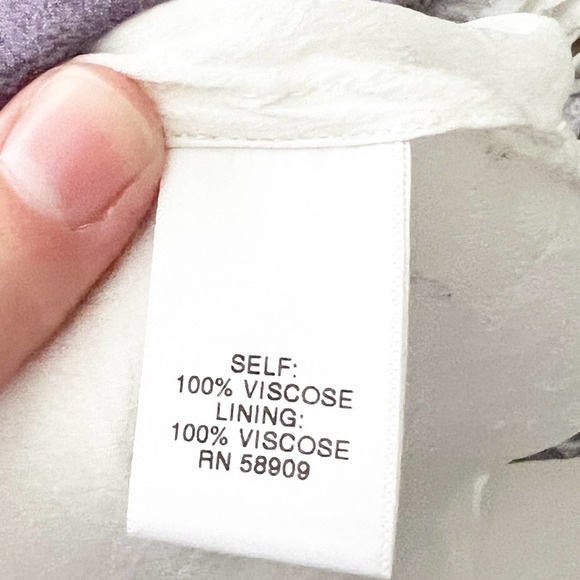 SELF:
100% VISCOSE
LINING:
100% VISCOSE
RN 58909